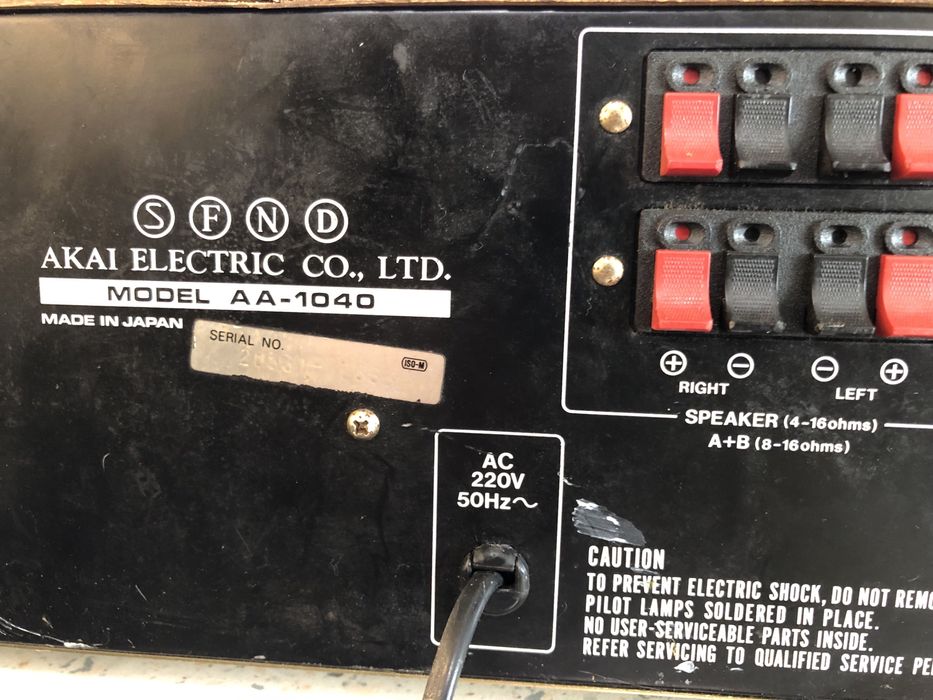 S F N D
AKAI ELECTRIC CO., LTD.
MODEL AA-1040
MADE IN JAPAN
SERIAL NO.
ISO-M
AC
220V
50Hz～
⊕ ⊖ ⊖ ⊕
RIGHT LEFT
SPEAKER (4-16ohms)
A+B (8-16ohms)
CAUTION
TO PREVENT ELECTRIC SHOCK, DO NOT REMO
PILOT LAMPS SOLDERED IN PLACE.
NO USER-SERVICEABLE PARTS INSIDE.
REFER SERVICING TO QUALIFIED SERVICE PE